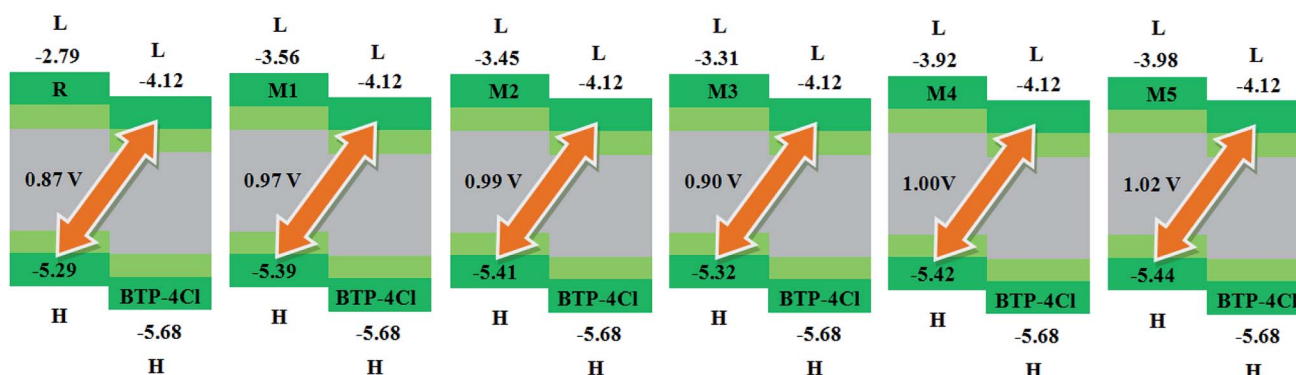 L
-2.79
R
L
-4.12
0.87 V
-5.29
H
BTP-4Cl
-5.68
H
L
-3.56
M1
L
-4.12
0.97 V
-5.39
H
BTP-4Cl
-5.68
H
L
-3.45
M2
L
-4.12
0.99 V
-5.41
H
BTP-4Cl
-5.68
H
L
-3.31
M3
L
-4.12
0.90 V
-5.32
H
BTP-4Cl
-5.68
H
L
-3.92
M4
L
-4.12
1.00V
-5.42
H
BTP-4Cl
-5.68
H
L
-3.98
M5
L
-4.12
1.02 V
-5.44
H
BTP-4Cl
-5.68
H